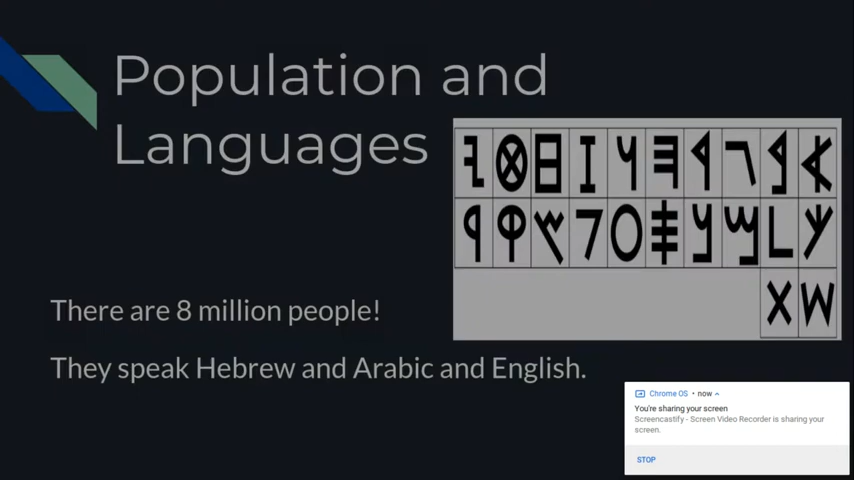 Population and
Languages
𐤀 𐤁 𐤂 𐤃 𐤄 𐤅 𐤆 𐤇 𐤈 𐤉
𐤊 𐤋 𐤌 𐤍 𐤎 𐤏 𐤐 𐤑 𐤒 𐤓
𐤔 𐤕
There are 8 million people!
They speak Hebrew and Arabic and English.
Chrome OS • now
You're sharing your screen
Screencastify - Screen Video Recorder is sharing your
screen.
STOP